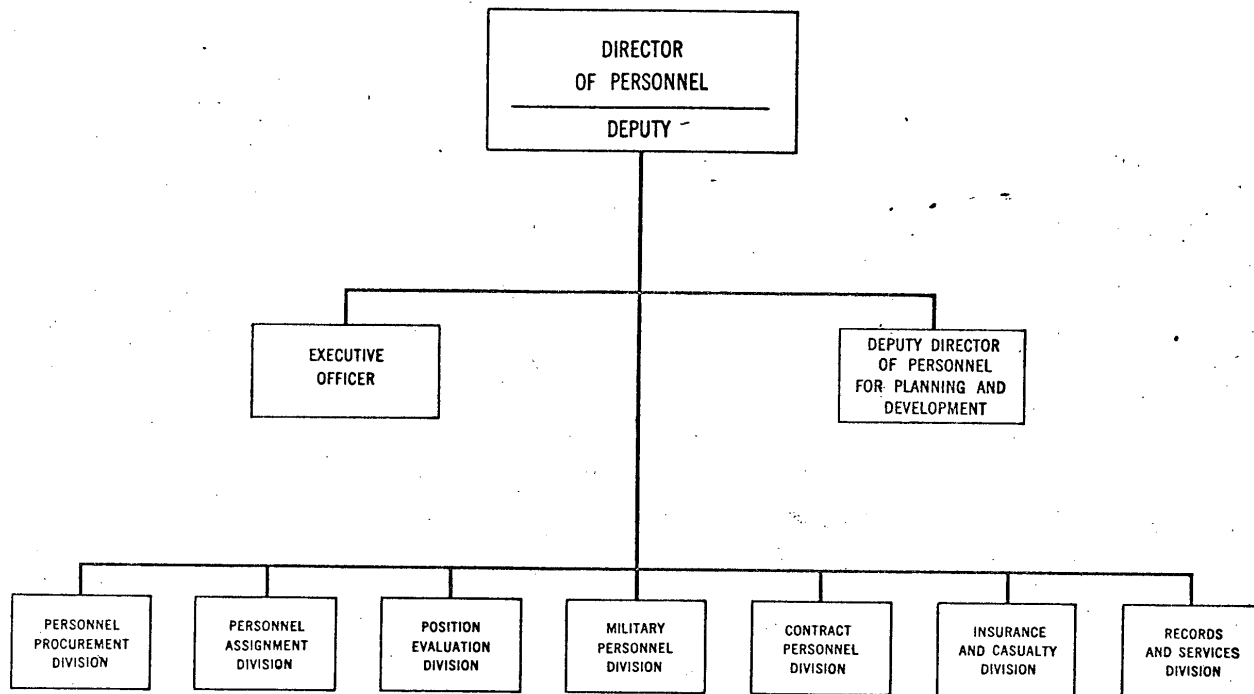 DIRECTOR
OF PERSONNEL
DEPUTY
EXECUTIVE
OFFICER
DEPUTY DIRECTOR
OF PERSONNEL
FOR PLANNING AND
DEVELOPMENT
PERSONNEL
PROCUREMENT
DIVISION
PERSONNEL
ASSIGNMENT
DIVISION
POSITION
EVALUATION
DIVISION
MILITARY
PERSONNEL
DIVISION
CONTRACT
PERSONNEL
DIVISION
INSURANCE
AND CASUALTY
DIVISION
RECORDS
AND SERVICES
DIVISION